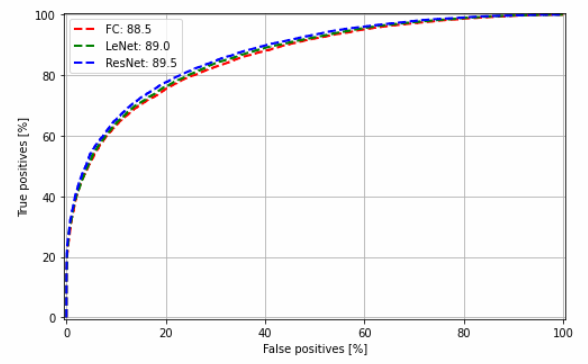 100
80
60
40
20
0
True positives [%]
FC: 88.5
LeNet: 89.0
ResNet: 89.5
0 20 40 60 80 100
False positives [%]